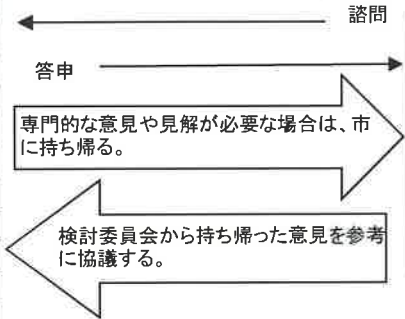 諮問
答申
専門的な意見や見解が必要な場合は、市
に持ち帰る。
検討委員会から持ち帰った意見を参考
に協議する。